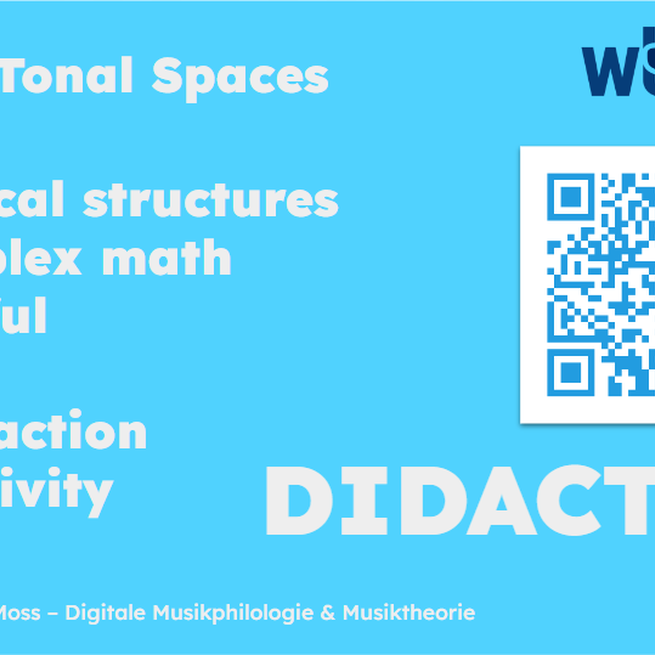 Tonal Spaces
cal structures
plex math
ful
action
ivity
DIDACT
Moss – Digitale Musikphilologie & Musiktheorie